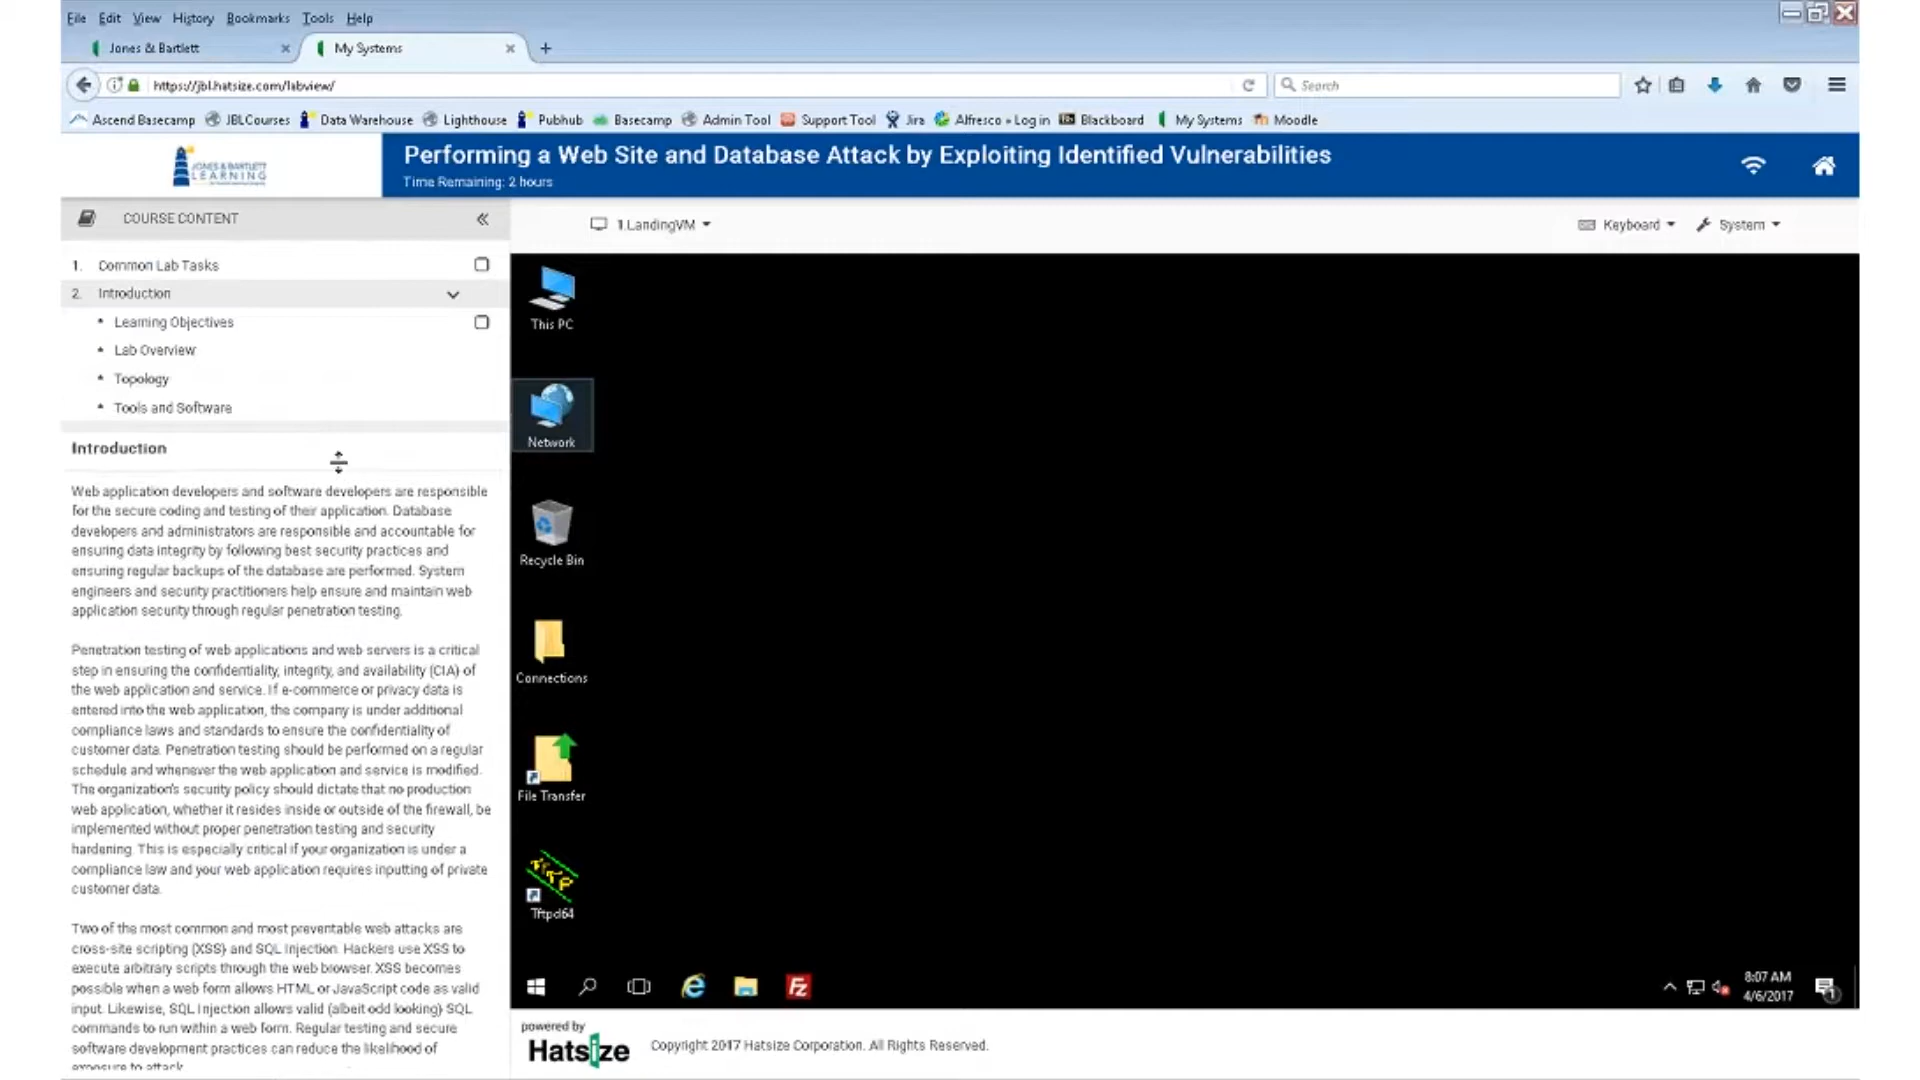 File Edit View History Bookmarks Tools Help
Jones & Bartlett
My Systems
https://jbl.hatsize.com/labview/
Search
Ascend Basecamp JBLCourses Data Warehouse Lighthouse Pubhub Basecamp Admin Tool Support Tool Jira Alfresco » Log in Blackboard My Systems Moodle
JONES & BARTLETT
LEARNING
Performing a Web Site and Database Attack by Exploiting Identified Vulnerabilities
Time Remaining: 2 hours
COURSE CONTENT
1. Common Lab Tasks
2. Introduction
• Learning Objectives
• Lab Overview
• Topology
• Tools and Software
Introduction
Web application developers and software developers are responsible
for the secure coding and testing of their application. Database
developers and administrators are responsible and accountable for
ensuring data integrity by following best security practices and
ensuring regular backups of the database are performed. System
engineers and security practitioners help ensure and maintain web
application security through regular penetration testing.
Penetration testing of web applications and web servers is a critical
step in ensuring the confidentiality, integrity, and availability (CIA) of
the web application and service. If e-commerce or privacy data is
entered into the web application, the company is under additional
compliance laws and standards to ensure the confidentiality of
customer data. Penetration testing should be performed on a regular
schedule and whenever the web application and service is modified.
The organization's security policy should dictate that no production
web application, whether it resides inside or outside of the firewall, be
implemented without proper penetration testing and security
hardening. This is especially critical if your organization is under a
compliance law and your web application requires inputting of private
customer data.
Two of the most common and most preventable web attacks are
cross-site scripting (XSS) and SQL Injection. Hackers use XSS to
execute arbitrary scripts through the web browser. XSS becomes
possible when a web form allows HTML or JavaScript code as valid
input. Likewise, SQL Injection allows valid (albeit odd looking) SQL
commands to run within a web form. Regular testing and secure
software development practices can reduce the likelihood of
exposure to attack.
1.LandingVM
Keyboard
System
This PC
Network
Recycle Bin
Connections
File Transfer
TFTP
Tftpd64
8:07 AM
4/6/2017
1
powered by
Hatsize
Copyright 2017 Hatsize Corporation. All Rights Reserved.